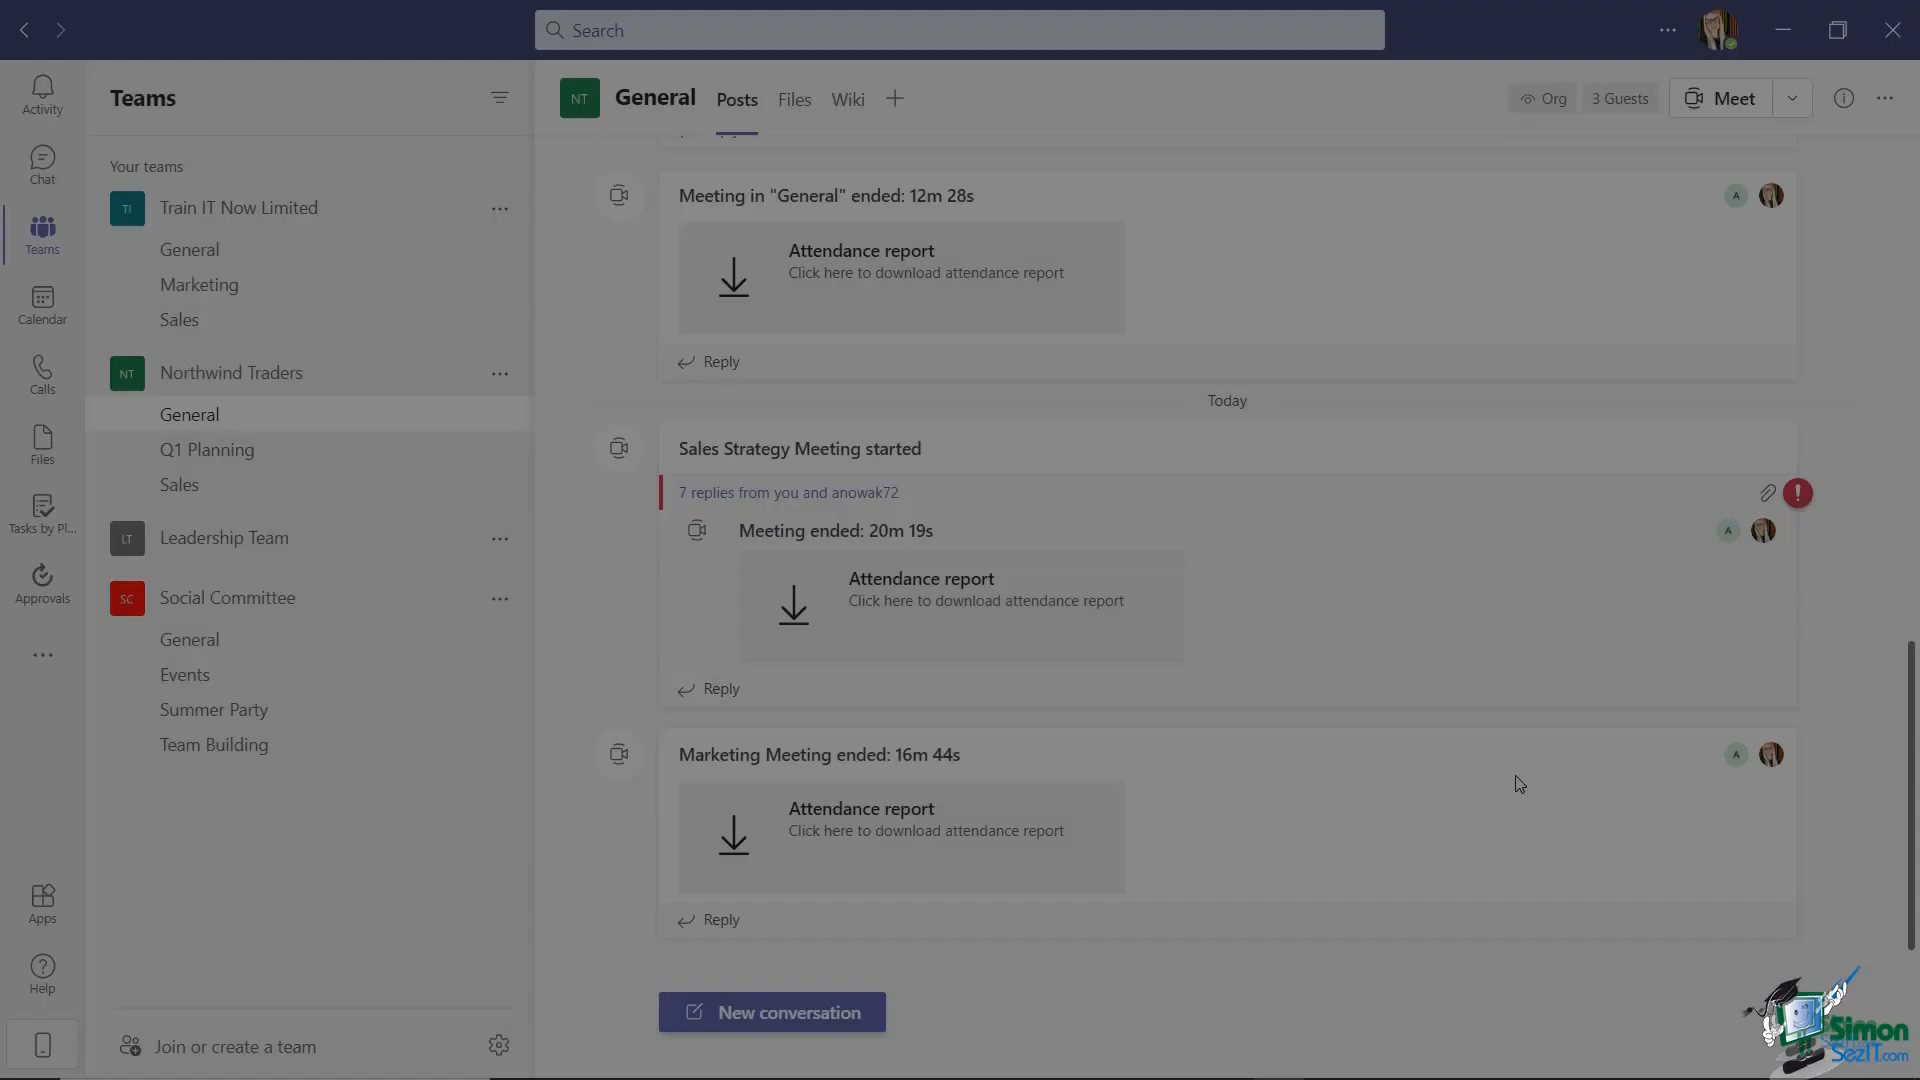 Search
Activity
Chat
Teams
Calendar
Calls
Files
Tasks by Pl...
Approvals
Apps
Help
Teams
Your teams
TI Train IT Now Limited
General
Marketing
Sales
NT Northwind Traders
General
Q1 Planning
Sales
LT Leadership Team
SC Social Committee
General
Events
Summer Party
Team Building
Join or create a team
NT General Posts Files Wiki
Org 3 Guests Meet
Meeting in "General" ended: 12m 28s A
Attendance report
Click here to download attendance report
Reply
Today
Sales Strategy Meeting started
7 replies from you and anowak72
Meeting ended: 20m 19s A
Attendance report
Click here to download attendance report
Reply
Marketing Meeting ended: 16m 44s A
Attendance report
Click here to download attendance report
Reply
New conversation
Simon
SezIT.com